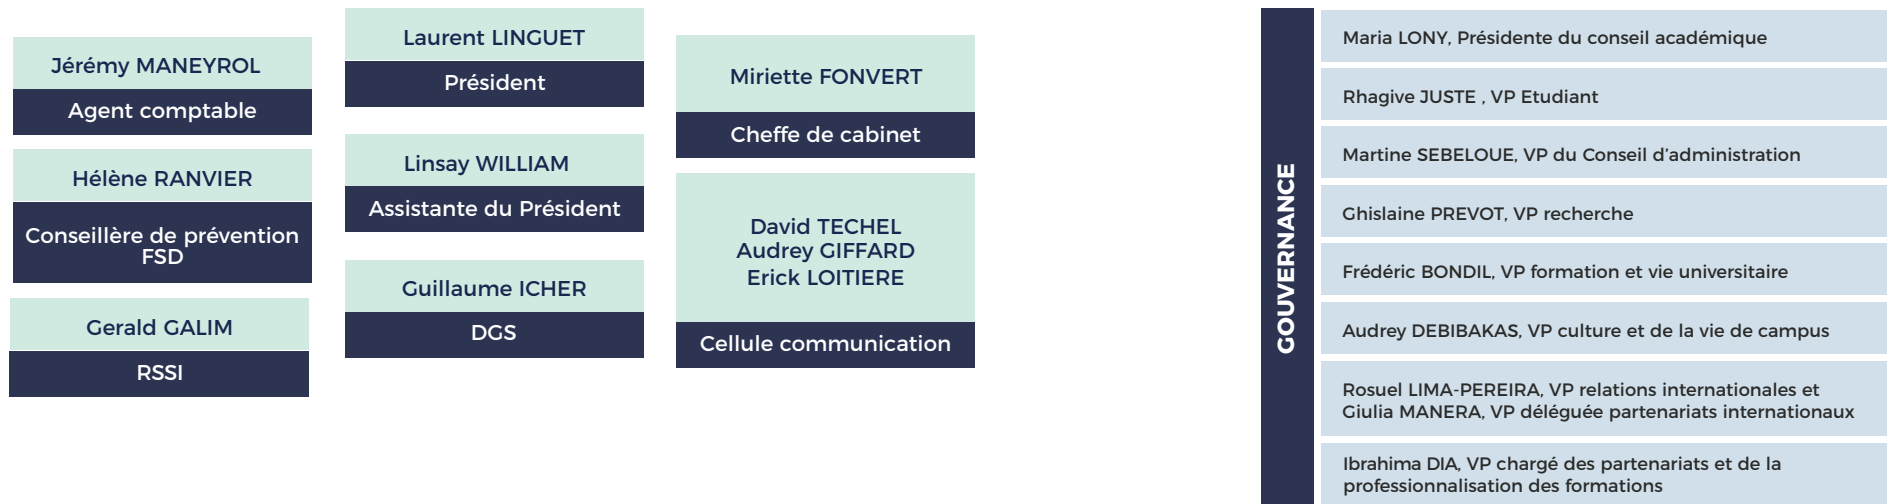 Jérémy MANEYROL
Agent comptable
Hélène RANVIER
Conseillère de prévention
FSD
Gerald GALIM
RSSI
Laurent LINGUET
Président
Linsay WILLIAM
Assistante du Président
Guillaume ICHER
DGS
Miriette FONVERT
Cheffe de cabinet
David TECHEL
Audrey GIFFARD
Erick LOITIERE
Cellule communication
GOUVERNANCE
Maria LONY, Présidente du conseil académique
Rhagive JUSTE , VP Etudiant
Martine SEBELOUE, VP du Conseil d’administration
Ghislaine PREVOT, VP recherche
Frédéric BONDIL, VP formation et vie universitaire
Audrey DEBIBAKAS, VP culture et de la vie de campus
Rosuel LIMA-PEREIRA, VP relations internationales et
Giulia MANERA, VP déléguée partenariats internationaux
Ibrahima DIA, VP chargé des partenariats et de la
professionnalisation des formations